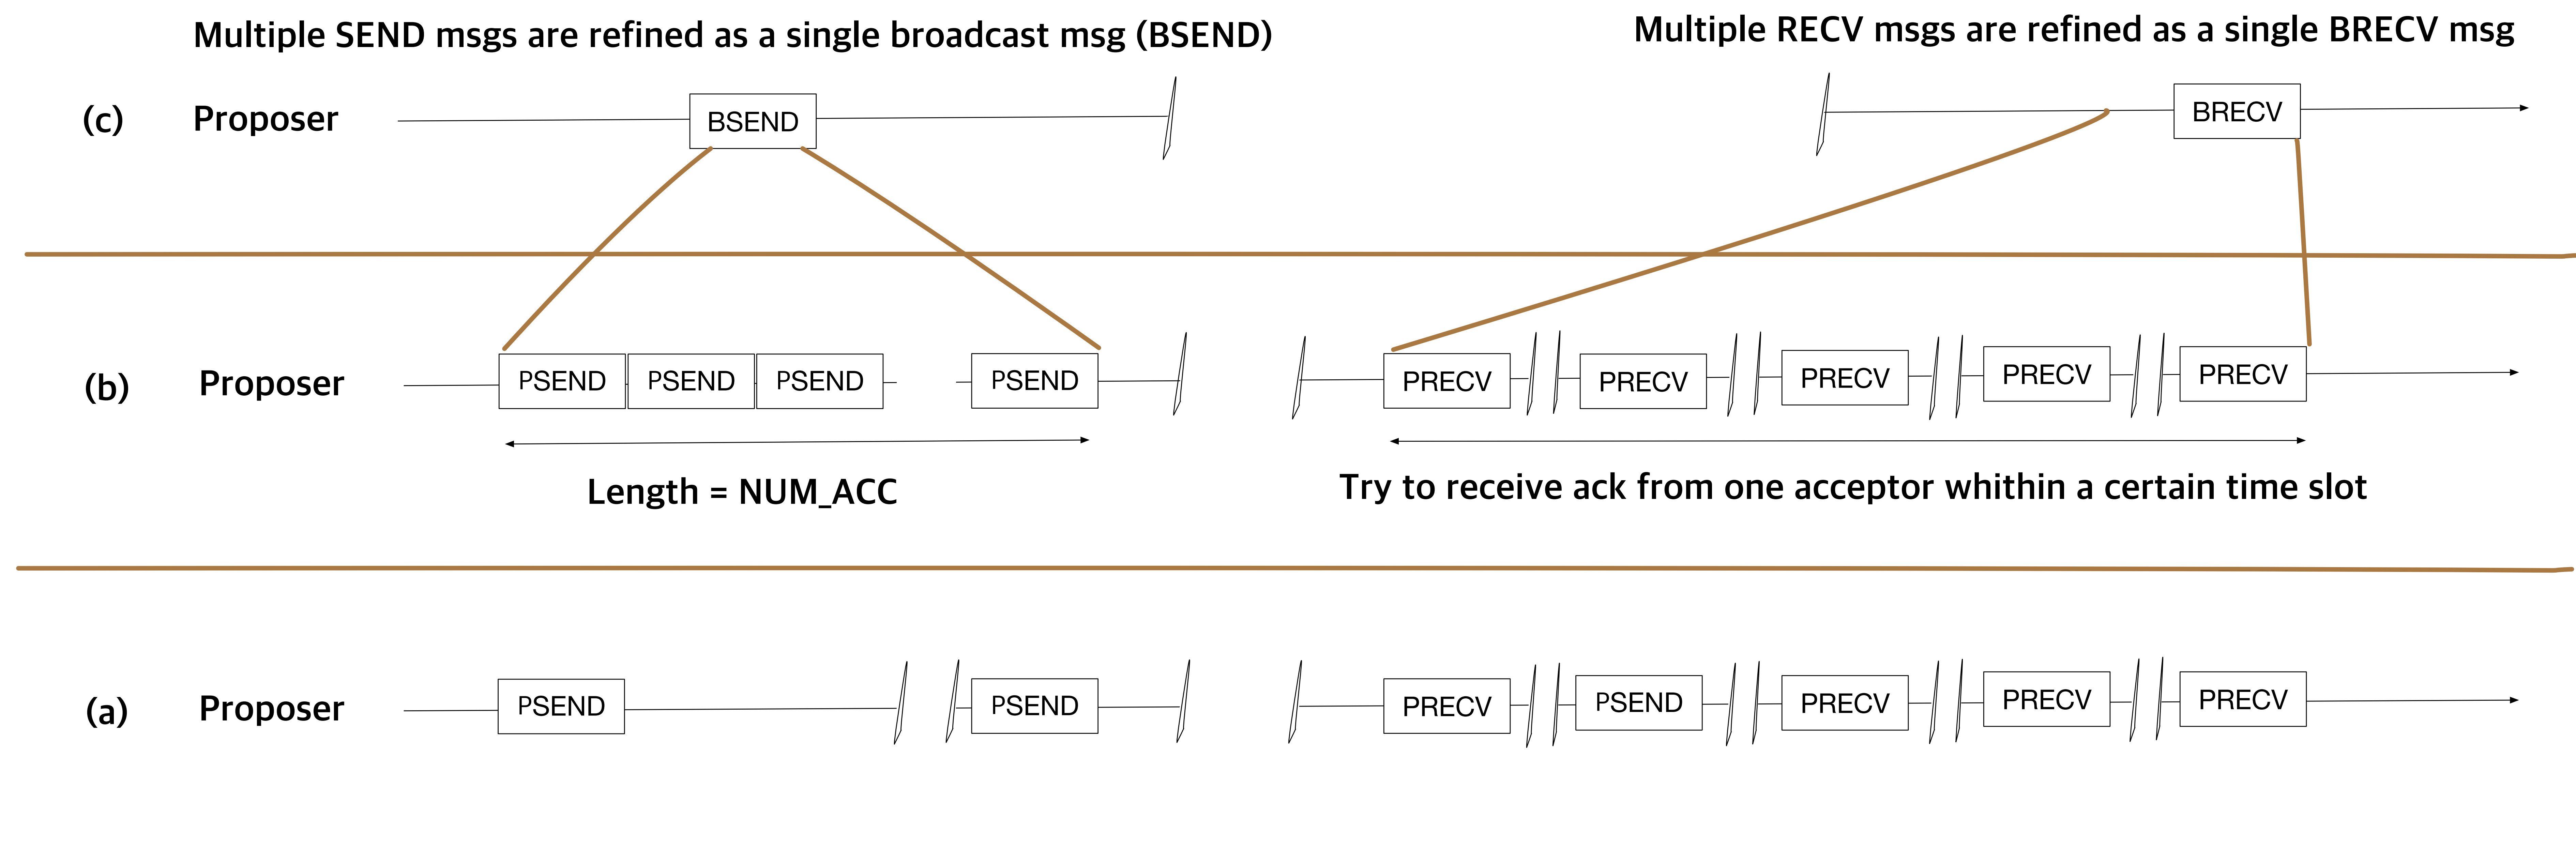 Multiple SEND msgs are refined as a single broadcast msg (BSEND)
Multiple RECV msgs are refined as a single BRECV msg
(c) Proposer BSEND BRECV
(b) Proposer PSEND PSEND PSEND PSEND PRECV PRECV PRECV PRECV PRECV
Length = NUM_ACC
Try to receive ack from one acceptor whithin a certain time slot
(a) Proposer PSEND PSEND PRECV PSEND PRECV PRECV PRECV